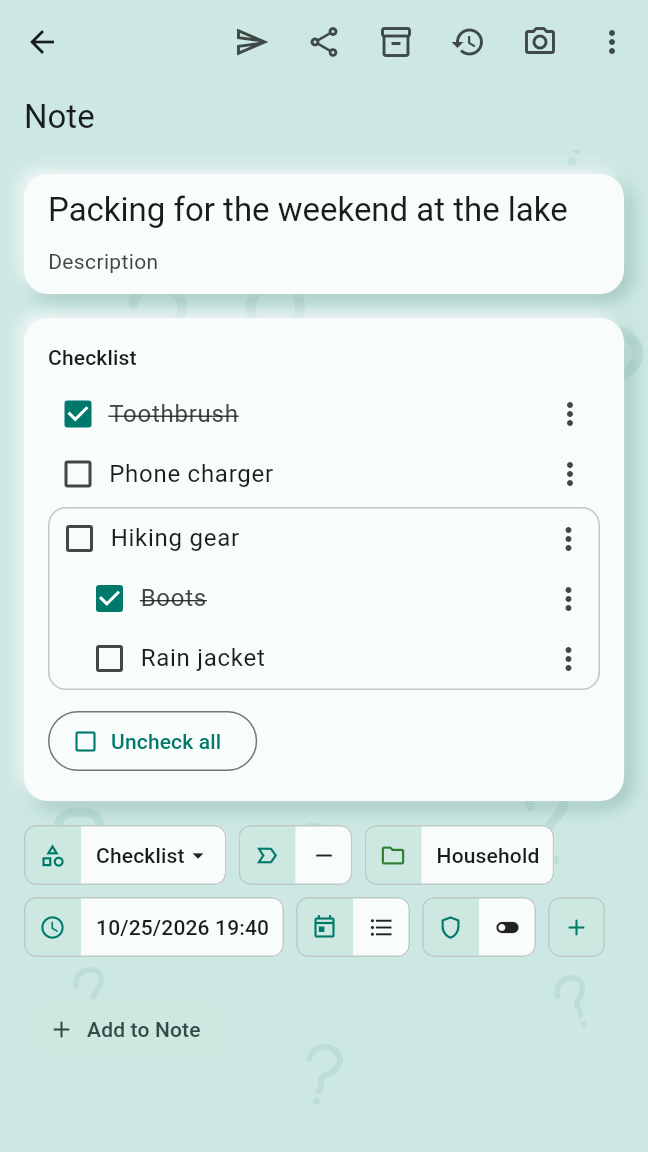 Note
Packing for the weekend at the lake
Description
Checklist
Toothbrush
Phone charger
Hiking gear
Boots
Rain jacket
Uncheck all
Checklist
Household
10/25/2026 19:40
Add to Note